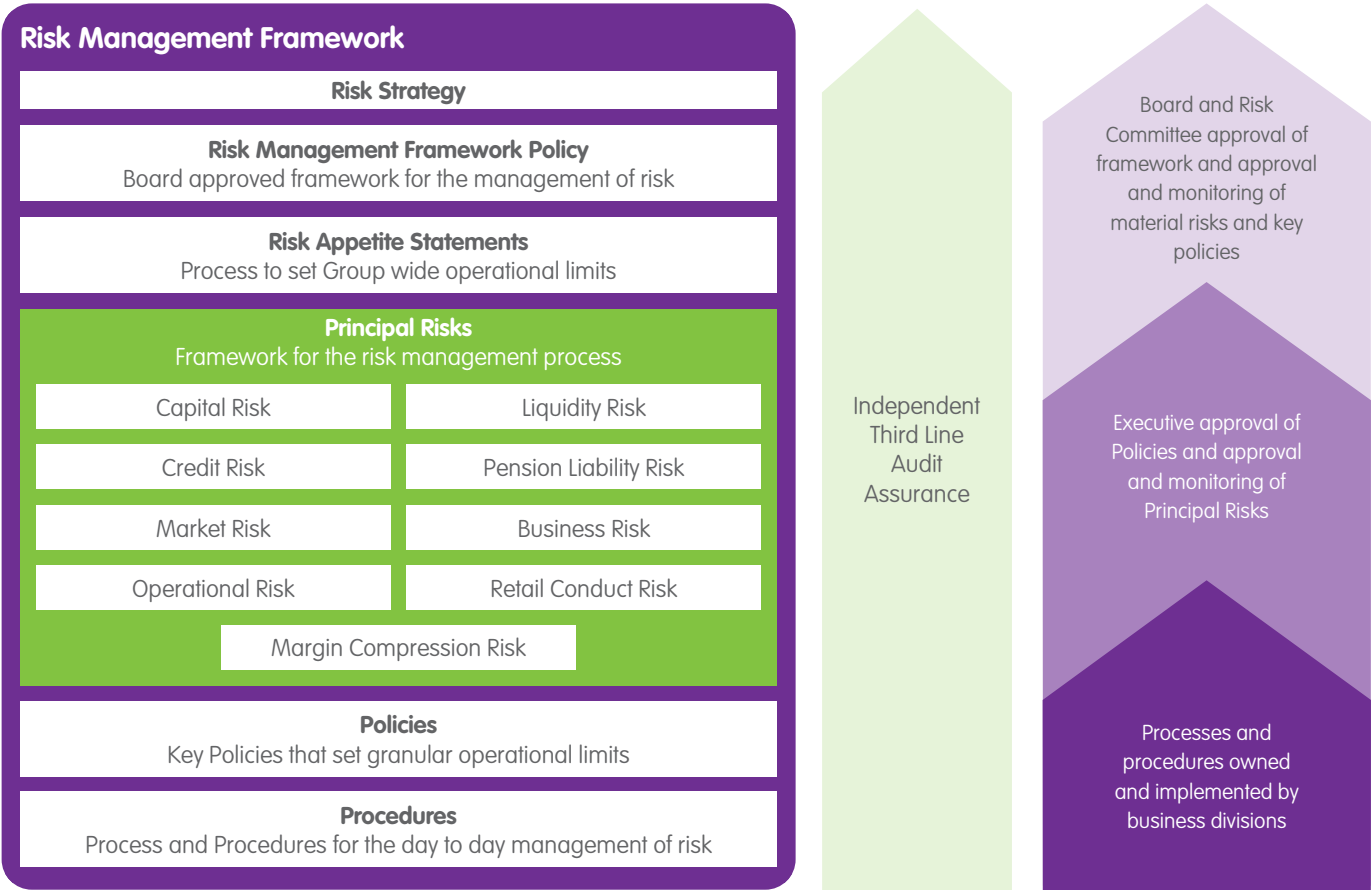 Risk Management Framework
Risk Strategy
Risk Management Framework Policy
Board approved framework for the management of risk
Risk Appetite Statements
Process to set Group wide operational limits
Principal Risks
Framework for the risk management process
Capital Risk
Liquidity Risk
Credit Risk
Pension Liability Risk
Market Risk
Business Risk
Operational Risk
Retail Conduct Risk
Margin Compression Risk
Policies
Key Policies that set granular operational limits
Procedures
Process and Procedures for the day to day management of risk
Independent
Third Line
Audit
Assurance
Board and Risk
Committee approval of
framework and approval
and monitoring of
material risks and key
policies
Executive approval of
Policies and approval
and monitoring of
Principal Risks
Processes and
procedures owned
and implemented by
business divisions